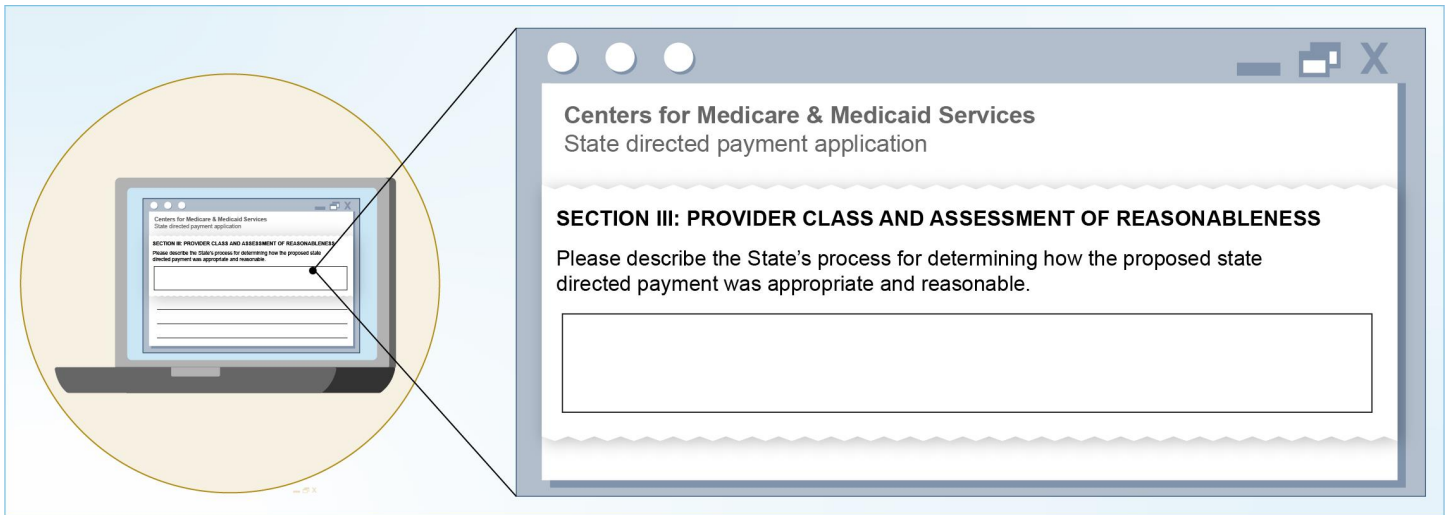 Centers for Medicare & Medicaid Services
State directed payment application
SECTION III: PROVIDER CLASS AND ASSESSMENT OF REASONABLENESS
Please describe the State's process for determining how the proposed state
directed payment was appropriate and reasonable.
Centers for Medicare & Medicaid Services
State directed payment application
SECTION III: PROVIDER CLASS AND ASSESSMENT OF REASONABLENESS
Please describe the State’s process for determining how the proposed state
directed payment was appropriate and reasonable.